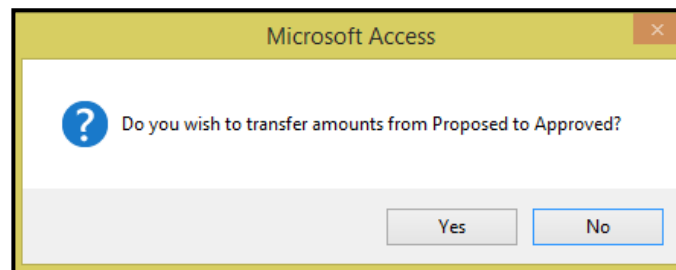 Microsoft Access
Do you wish to transfer amounts from Proposed to Approved?
Yes No